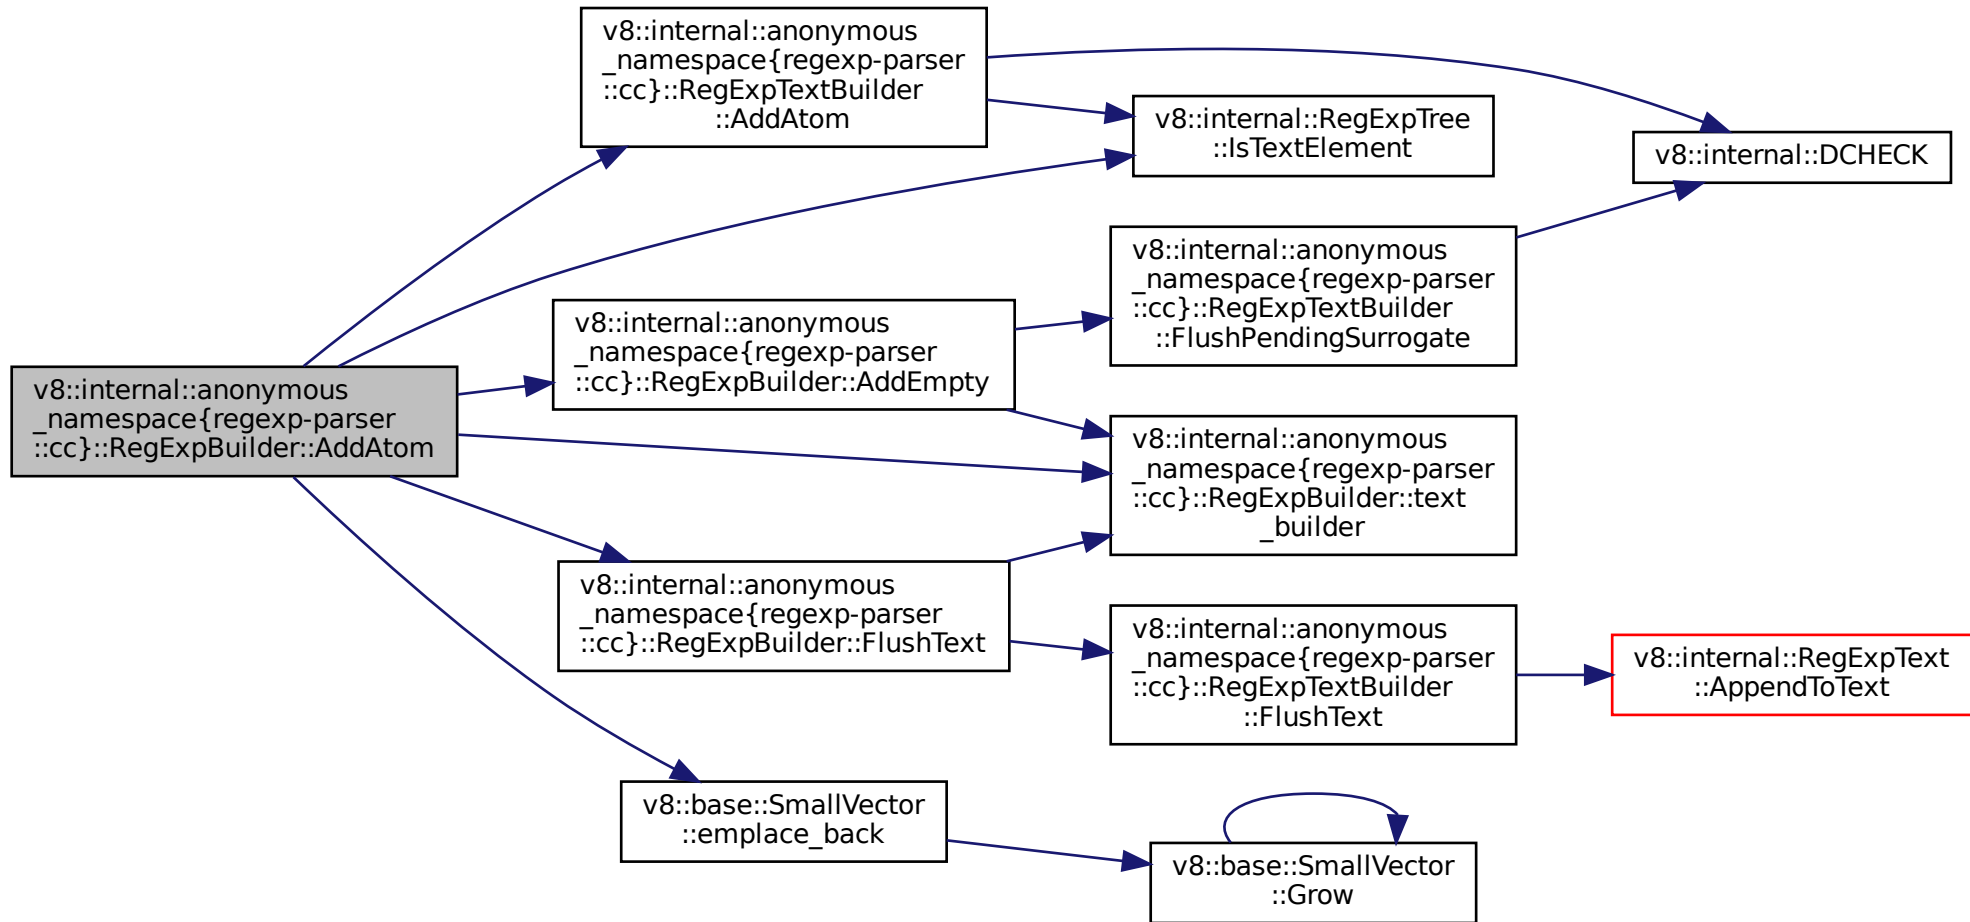 v8::internal::anonymous
_namespace{regexp-parser
::cc}::RegExpBuilder::AddAtom
v8::internal::anonymous
_namespace{regexp-parser
::cc}::RegExpTextBuilder
::AddAtom
v8::internal::RegExpTree
::IsTextElement
v8::internal::DCHECK
v8::internal::anonymous
_namespace{regexp-parser
::cc}::RegExpBuilder::AddEmpty
v8::internal::anonymous
_namespace{regexp-parser
::cc}::RegExpTextBuilder
::FlushPendingSurrogate
v8::internal::anonymous
_namespace{regexp-parser
::cc}::RegExpBuilder::text
_builder
v8::internal::anonymous
_namespace{regexp-parser
::cc}::RegExpBuilder::FlushText
v8::internal::anonymous
_namespace{regexp-parser
::cc}::RegExpTextBuilder
::FlushText
v8::internal::RegExpText
::AppendToText
v8::base::SmallVector
::emplace_back
v8::base::SmallVector
::Grow